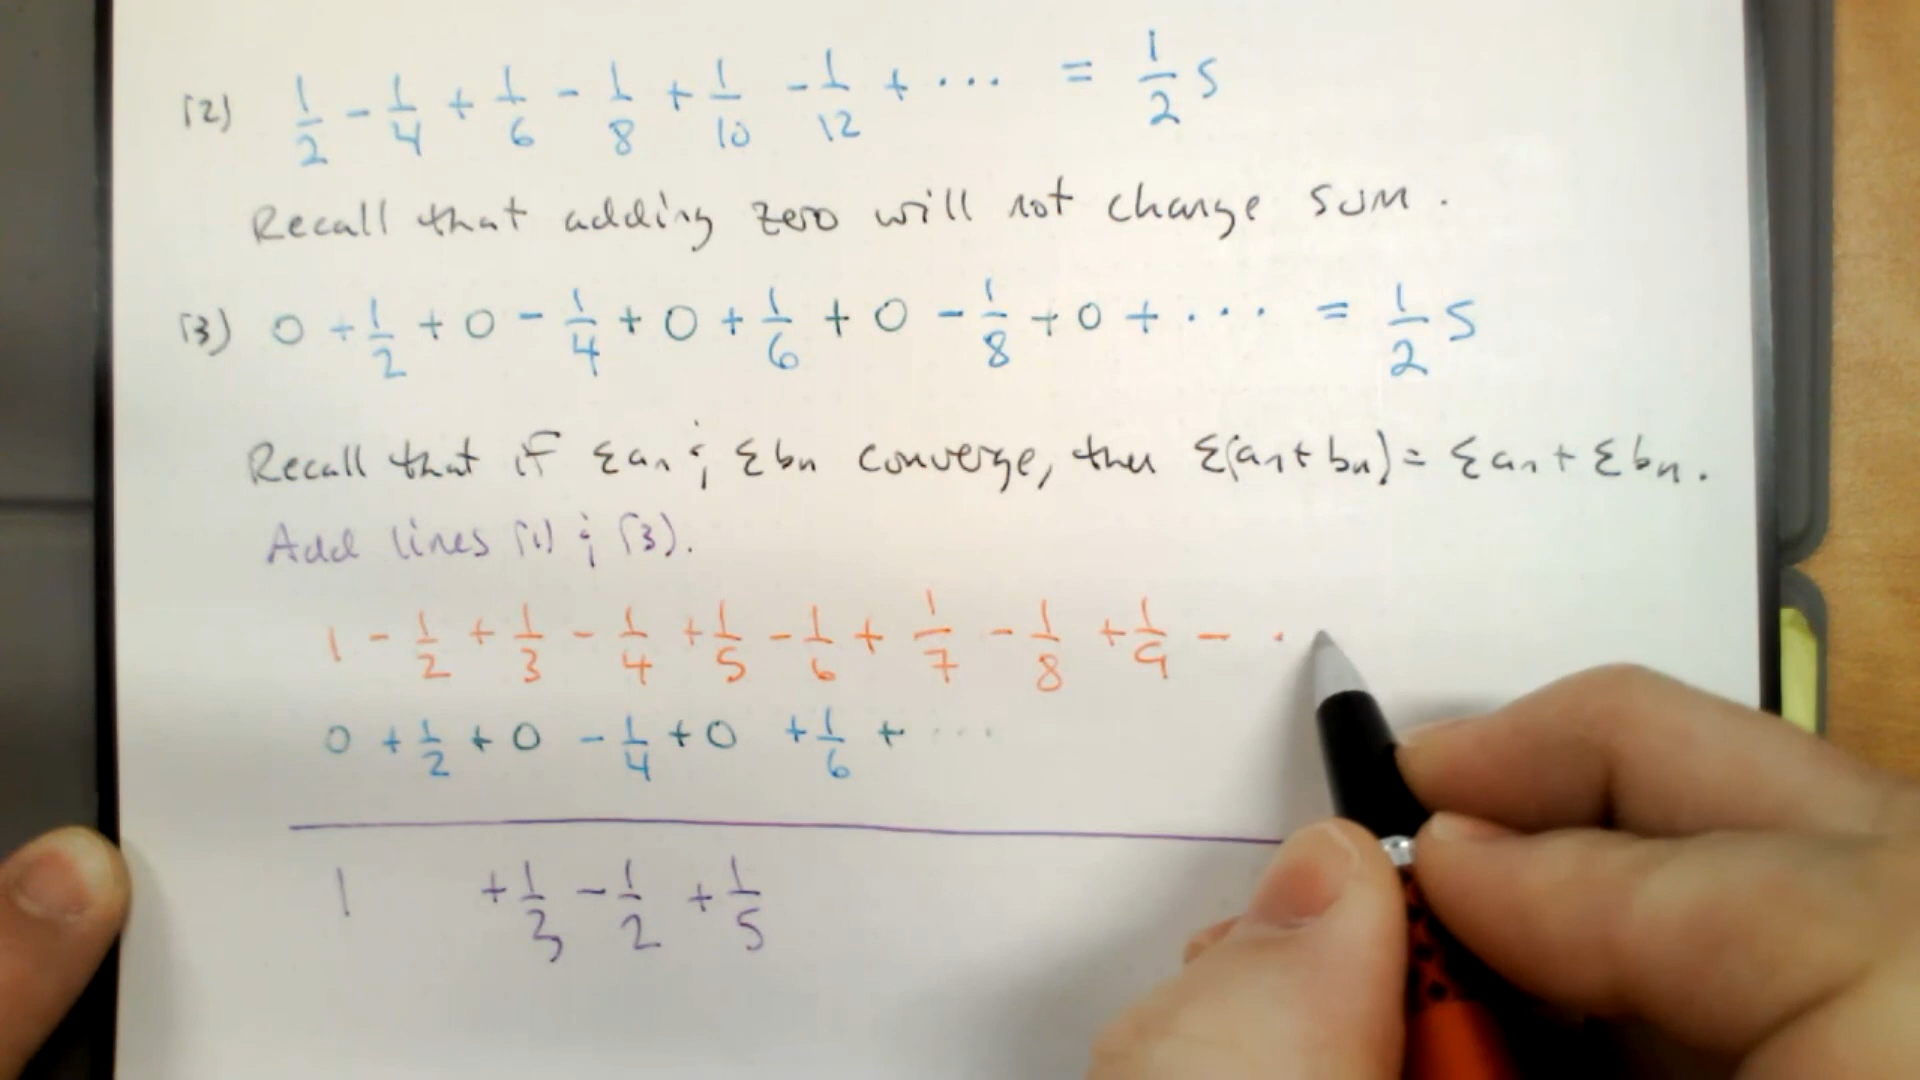 (2) 1/2 - 1/4 + 1/6 - 1/8 + 1/10 - 1/12 + ... = 1/2 S
Recall that adding zero will not change sum.
(3) 0 + 1/2 + 0 - 1/4 + 0 + 1/6 + 0 - 1/8 + 0 + ... = 1/2 S
Recall that if Σan ; Σbn converge, then Σ(an + bn) = Σan + Σbn.
Add lines (1) ; (3).
1 - 1/2 + 1/3 - 1/4 + 1/5 - 1/6 + 1/7 - 1/8 + 1/9 - .
0 + 1/2 + 0 - 1/4 + 0 + 1/6 + ...
1 + 1/3 - 1/2 + 1/5